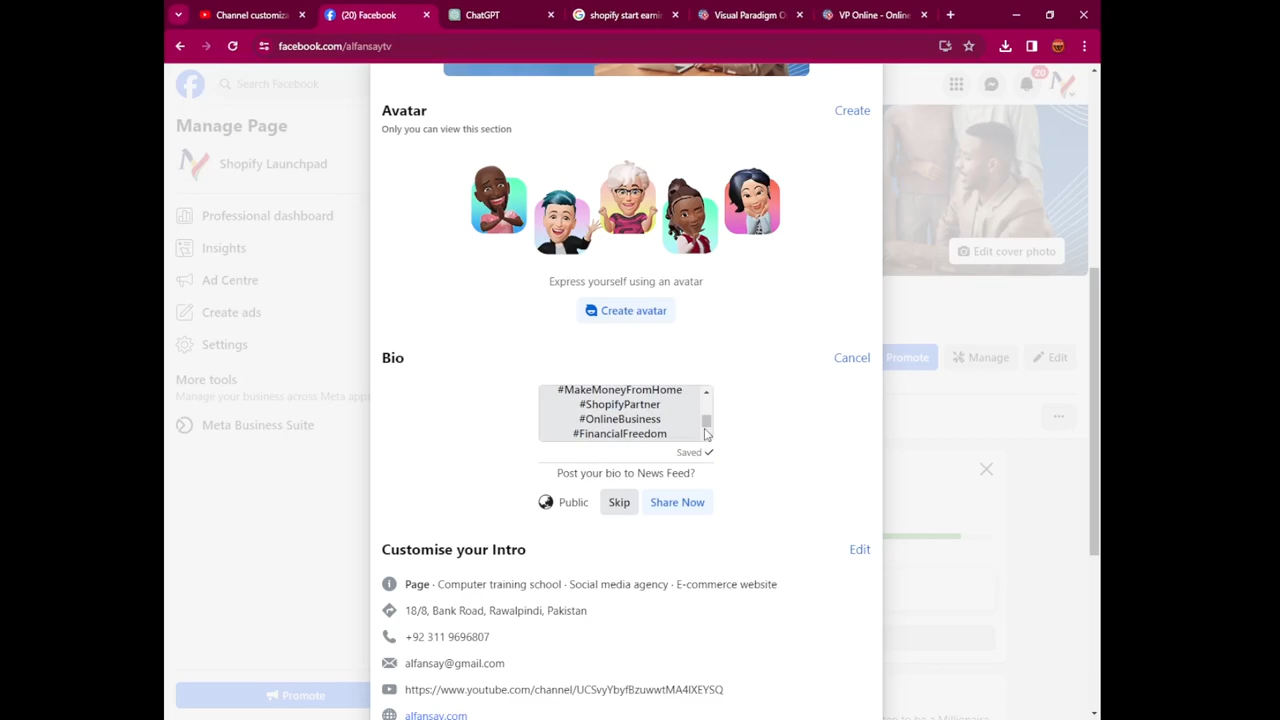 Channel customiza
(20) Facebook
ChatGPT
shopify start earni
Visual Paradigm O
VP Online - Online
facebook.com/alfansaytv
Search Facebook
20
Manage Page
Shopify Launchpad
Professional dashboard
Insights
Ad Centre
Create ads
Settings
More tools
Manage your business across Meta apps
Meta Business Suite
Promote
Edit cover photo
Promote
Manage
Edit
Avatar
Create
Only you can view this section
Express yourself using an avatar
Create avatar
Bio
Cancel
#MakeMoneyFromHome
#ShopifyPartner
#OnlineBusiness
#FinancialFreedom
Saved
Post your bio to News Feed?
Public
Skip
Share Now
Customise your Intro
Edit
Page · Computer training school · Social media agency · E-commerce website
18/8, Bank Road, Rawalpindi, Pakistan
+92 311 9696807
alfansay@gmail.com
https://www.youtube.com/channel/UCSvyYbyfBzuwwtMA4IXEYSQ
alfansay.com